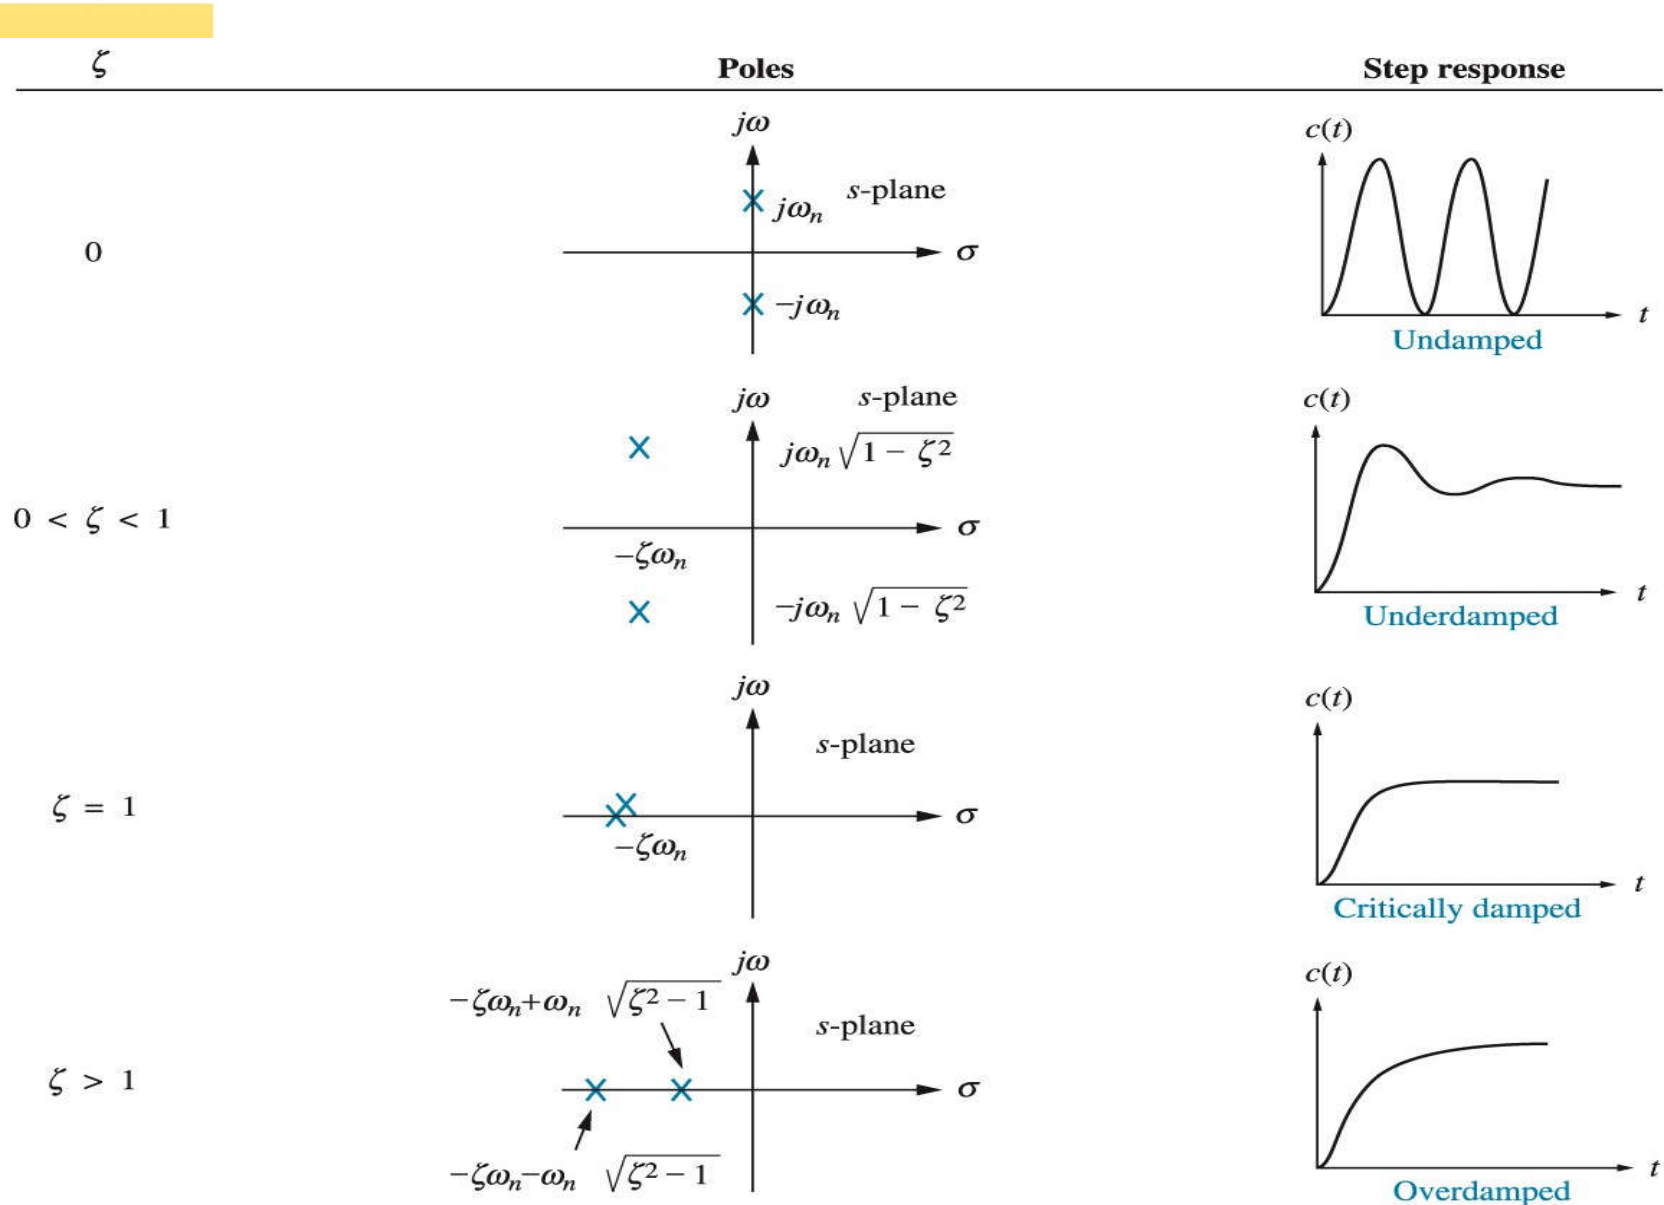 ζ Poles Step response
jω c(t)
s-plane
jωₙ
0 σ
−jωₙ t
Undamped
jω s-plane c(t)
jωₙ √(1 − ζ²)
0 < ζ < 1 σ
−ζωₙ
−jωₙ √(1 − ζ²) t
Underdamped
jω c(t)
s-plane
ζ = 1 σ
−ζωₙ
t
Critically damped
jω c(t)
−ζωₙ+ωₙ √(ζ² − 1)
s-plane
ζ > 1 σ
−ζωₙ−ωₙ √(ζ² − 1) t
Overdamped